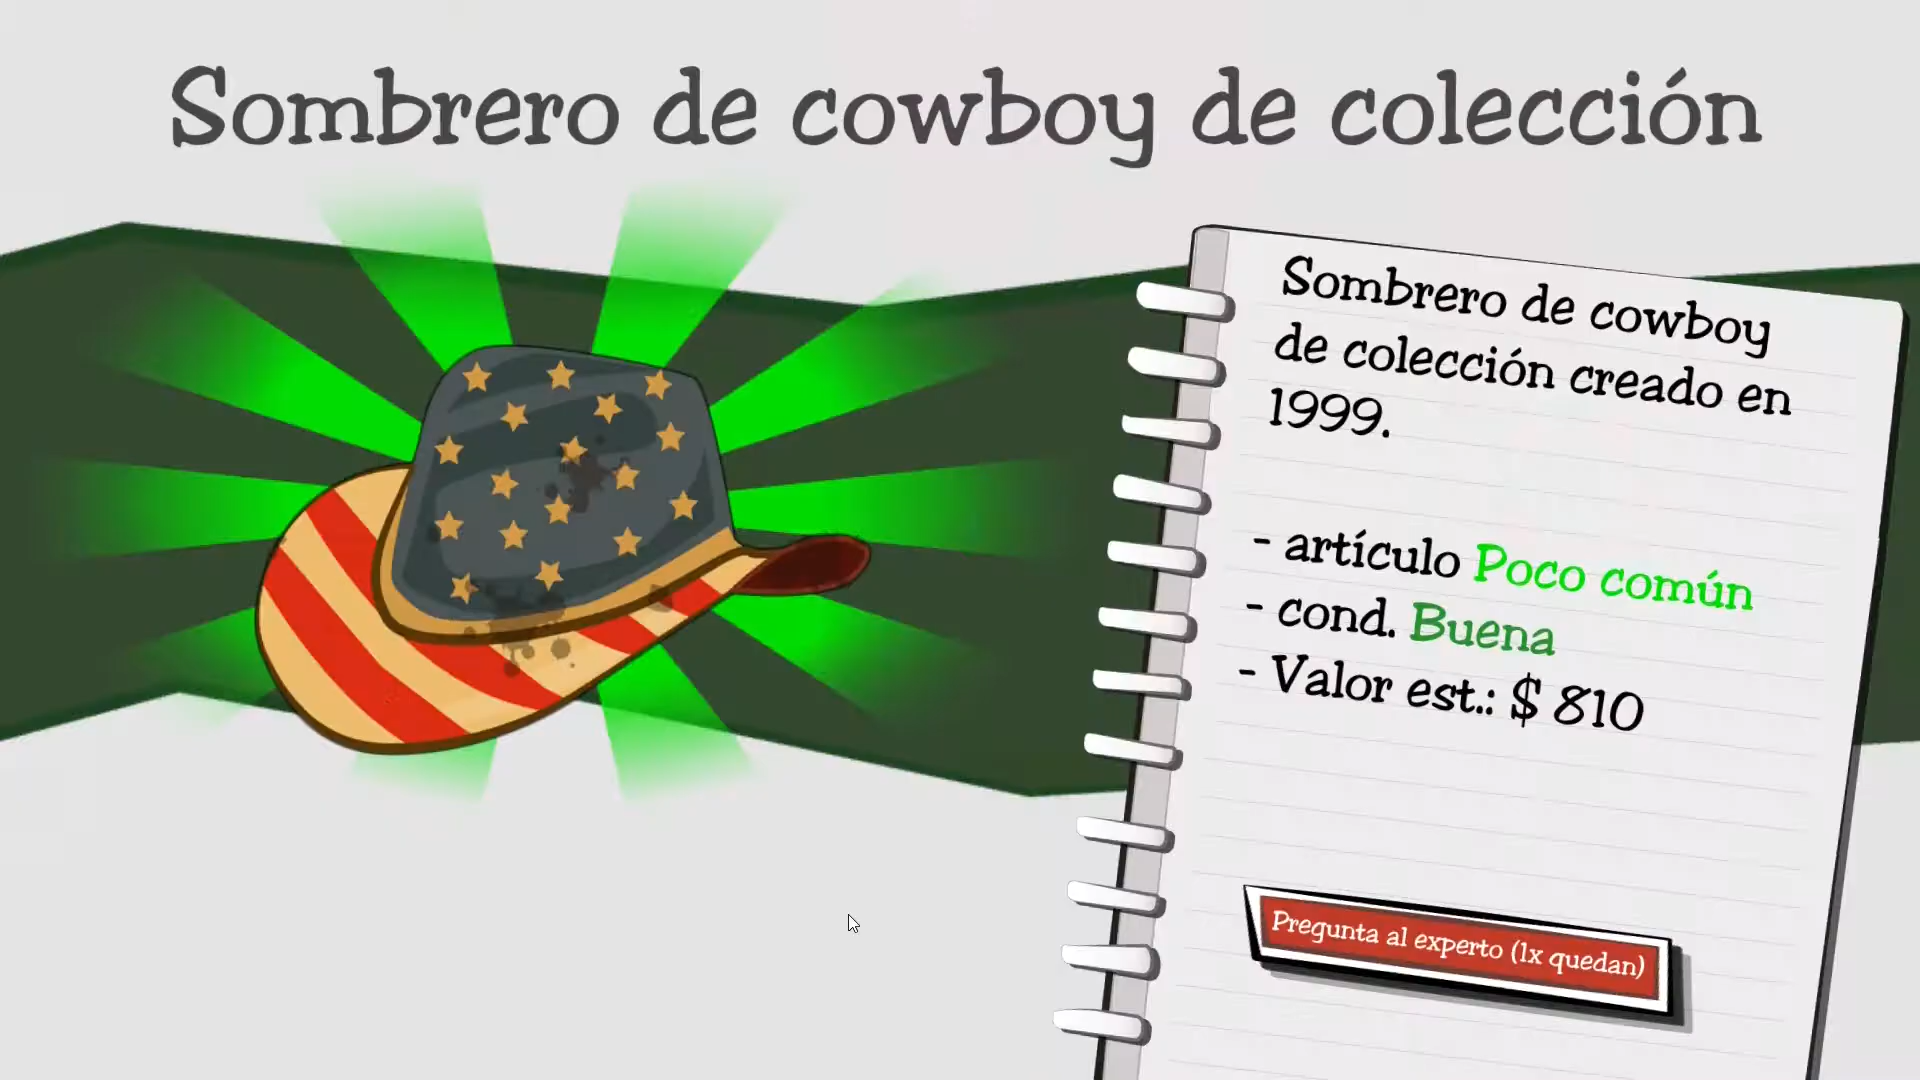 Sombrero de cowboy de colección
Sombrero de cowboy
de colección creado en
1999.
- artículo Poco común
- cond. Buena
- Valor est.: $ 810
Pregunta al experto (1x quedan)